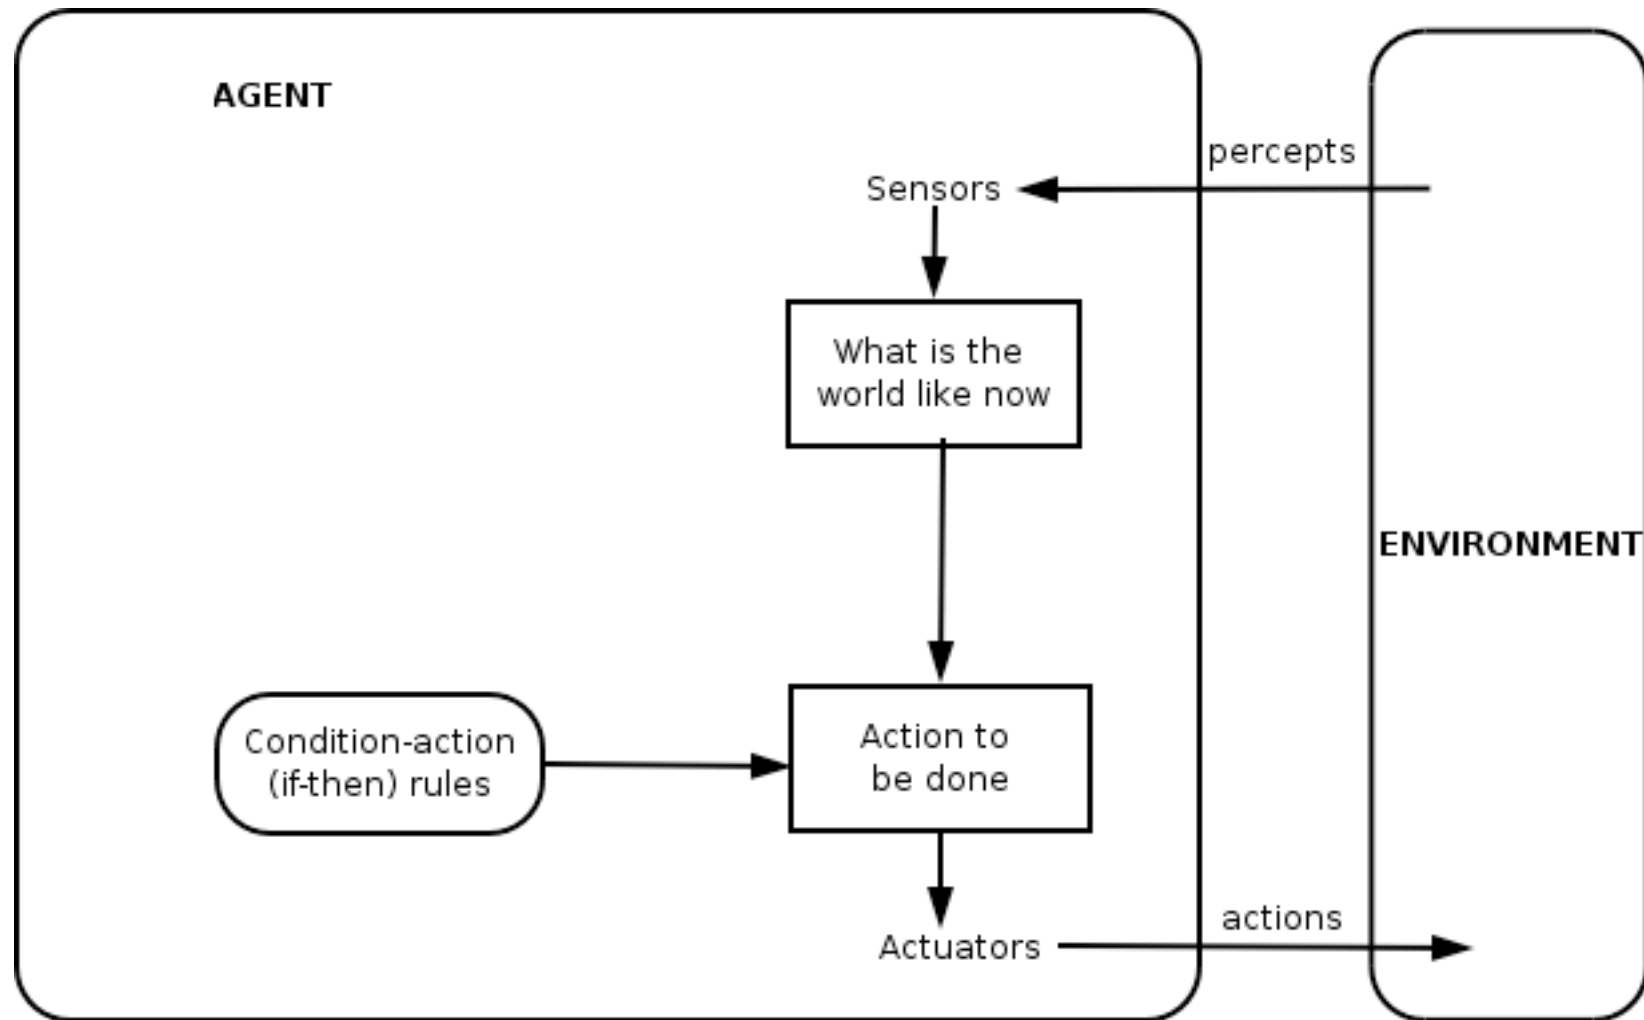 AGENT
percepts
Sensors
What is the
world like now
ENVIRONMENT
Condition-action
(if-then) rules
Action to
be done
actions
Actuators